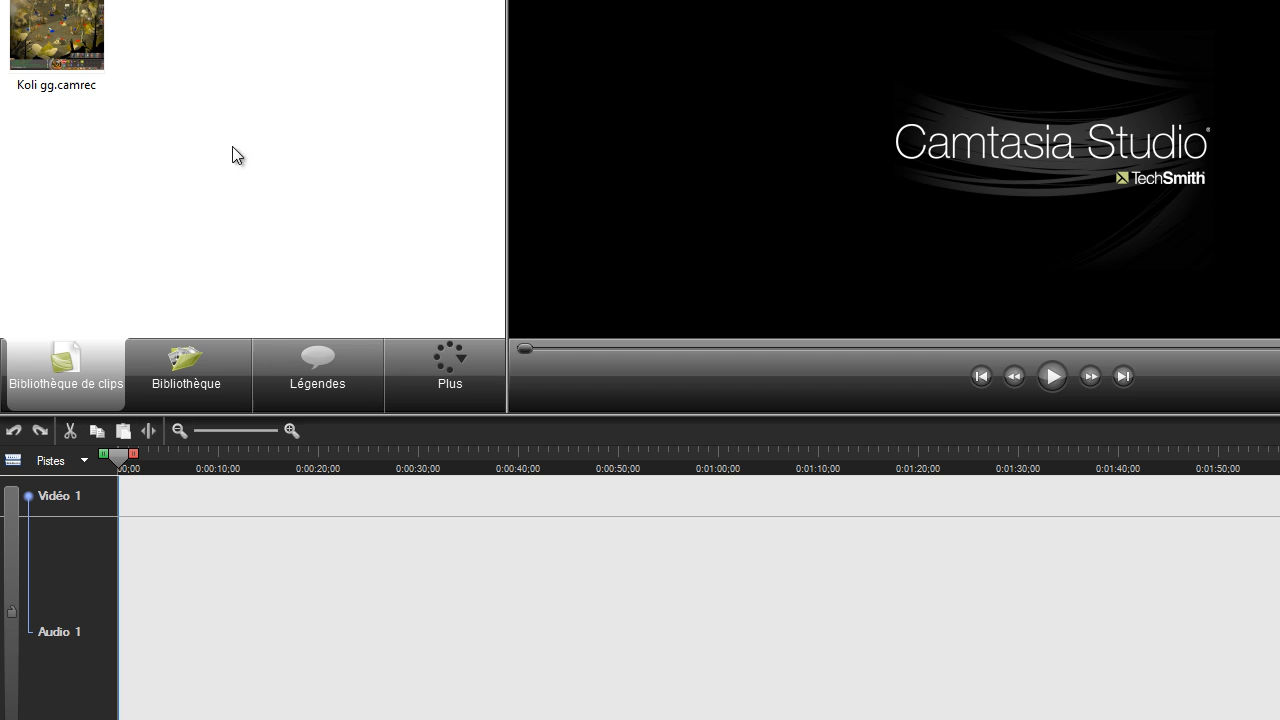 Koli gg.camrec
Camtasia Studio®
TechSmith
Bibliothèque de clips
Bibliothèque
Légendes
Plus
Pistes
00;00 0:00:10;00 0:00:20;00 0:00:30;00 0:00:40;00 0:00:50;00 0:01:00;00 0:01:10;00 0:01:20;00 0:01:30;00 0:01:40;00 0:01:50;00
Vidéo 1
Audio 1